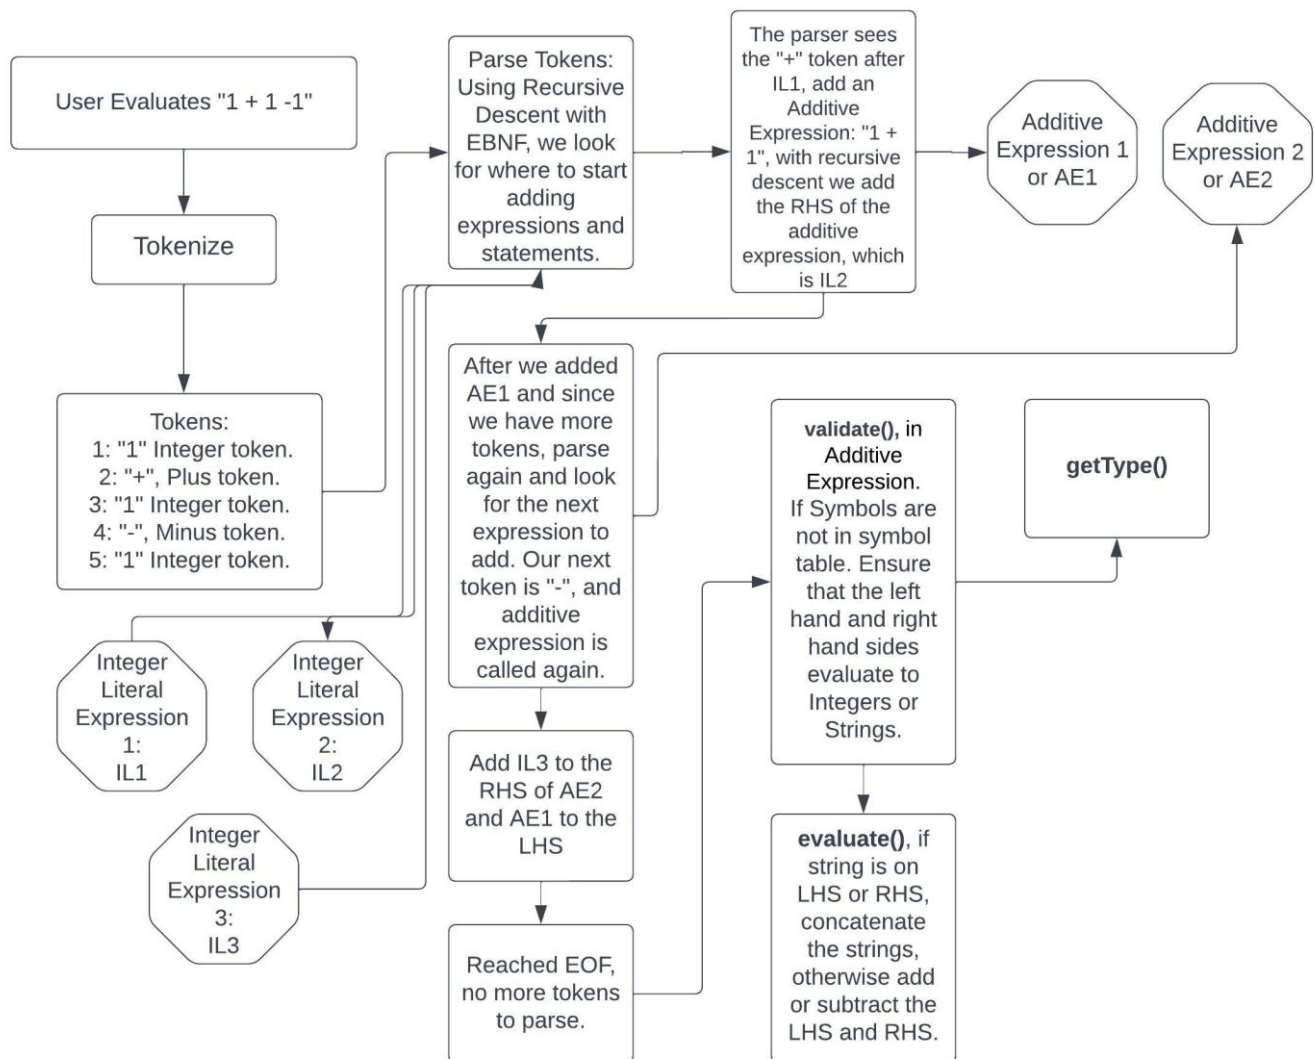 User Evaluates "1 + 1 -1"
Tokenize
Tokens:
1: "1" Integer token.
2: "+", Plus token.
3: "1" Integer token.
4: "-", Minus token.
5: "1" Integer token.
Integer
Literal
Expression
1:
IL1
Integer
Literal
Expression
2:
IL2
Integer
Literal
Expression
3:
IL3
Parse Tokens:
Using Recursive
Descent with
EBNF, we look
for where to start
adding
expressions and
statements.
The parser sees
the "+" token after
IL1, add an
Additive
Expression: "1 +
1", with recursive
descent we add
the RHS of the
additive
expression, which
is IL2
Additive
Expression 1
or AE1
Additive
Expression 2
or AE2
After we added
AE1 and since
we have more
tokens, parse
again and look
for the next
expression to
add. Our next
token is "-", and
additive
expression is
called again.
Add IL3 to the
RHS of AE2
and AE1 to the
LHS
Reached EOF,
no more tokens
to parse.
validate(), in
Additive
Expression.
If Symbols are
not in symbol
table. Ensure
that the left
hand and right
hand sides
evaluate to
Integers or
Strings.
getType()
evaluate(), if
string is on
LHS or RHS,
concatenate
the strings,
otherwise add
or subtract the
LHS and RHS.